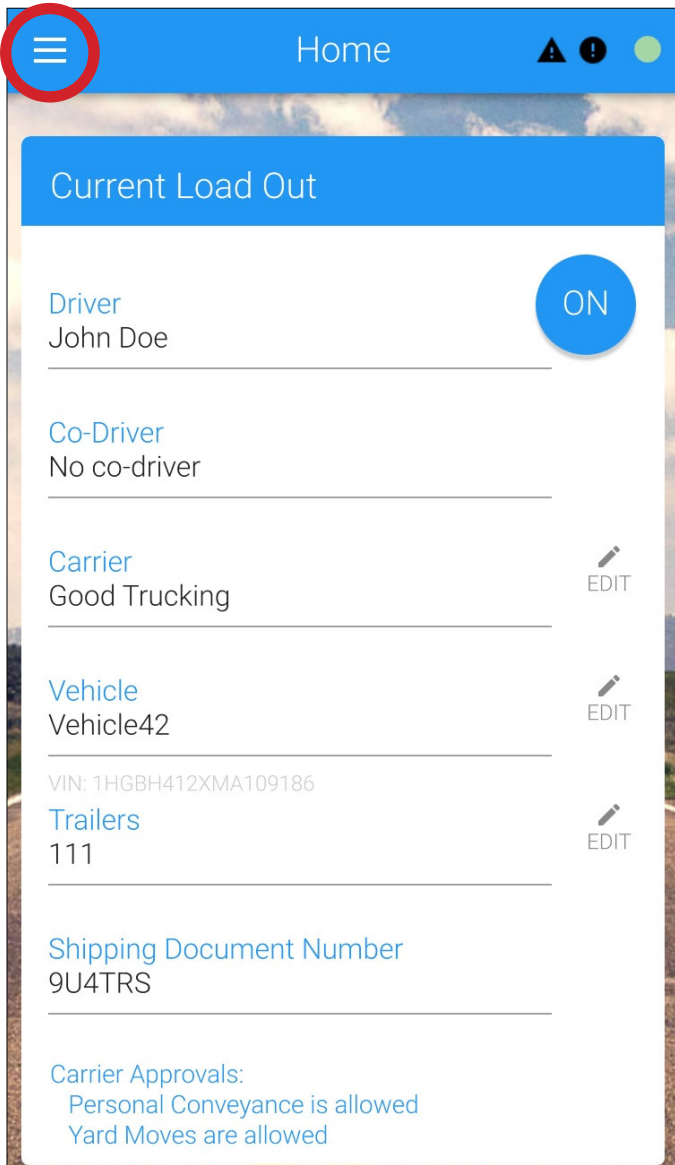 Home
Current Load Out
Driver
John Doe
ON
Co-Driver
No co-driver
Carrier
Good Trucking
EDIT
Vehicle
Vehicle42
EDIT
VIN: 1HGBH412XMA109186
Trailers
111
EDIT
Shipping Document Number
9U4TRS
Carrier Approvals:
Personal Conveyance is allowed
Yard Moves are allowed